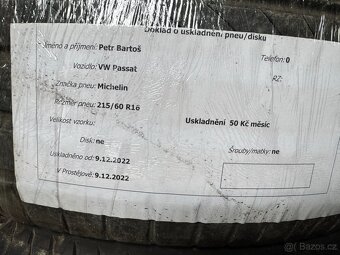 Doklad o uskladnění pneu/disku
Jméno a příjmení: Petr Bartoš
Telefon: 0
Vozidlo: VW Passat
RZ:
Značka pneu: Michelin
Rozměr pneu: 215/60 R16
Velikost vzorku:
Uskladnění 50 Kč měsíc
Disk: ne
Šrouby/matky: ne
Uskladněno od: 9.12.2022
V Prostějově: 9.12.2022
Bazos.cz